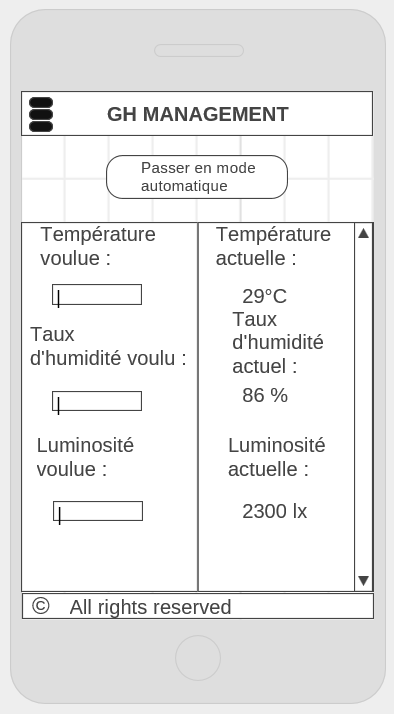 GH MANAGEMENT
Passer en mode
automatique
Température
voulue :
Taux
d'humidité voulu :
Luminosité
voulue :
Température
actuelle :
29°C
Taux
d'humidité
actuel :
86 %
Luminosité
actuelle :
2300 lx
© All rights reserved